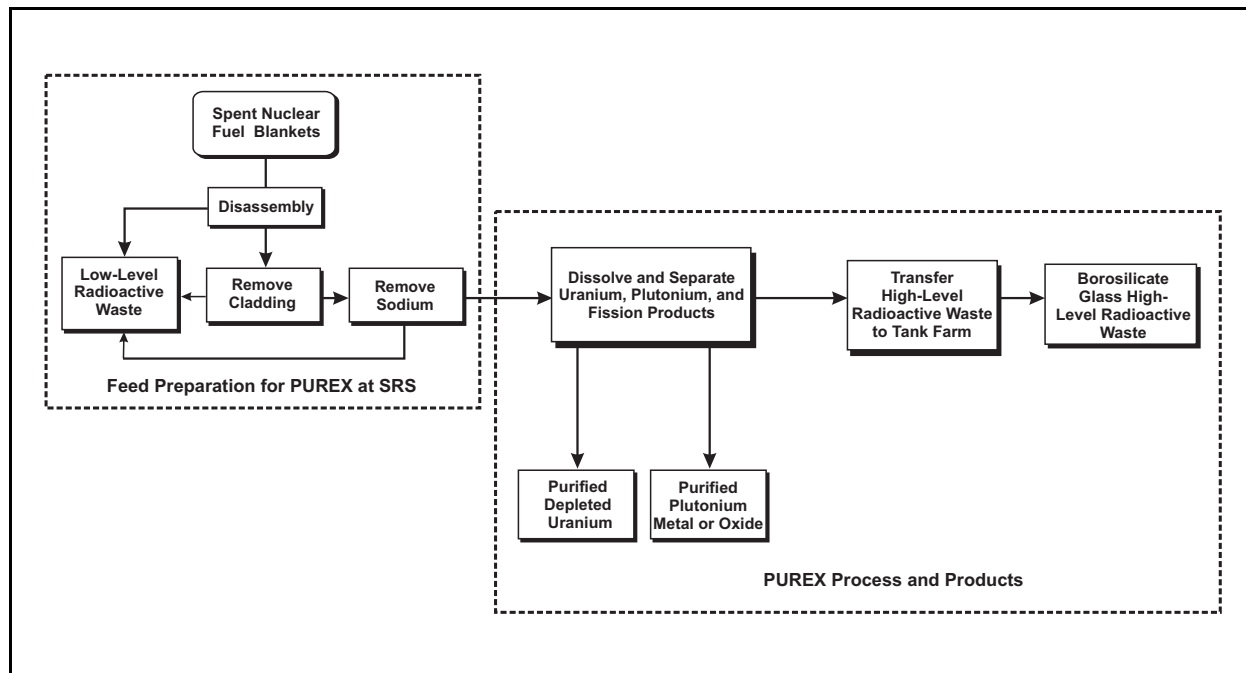 Spent Nuclear
Fuel Blankets
Disassembly
Low-Level
Radioactive
Waste
Remove
Cladding
Remove
Sodium
Feed Preparation for PUREX at SRS
Dissolve and Separate
Uranium, Plutonium, and
Fission Products
Transfer
High-Level
Radioactive Waste
to Tank Farm
Borosilicate
Glass High-
Level Radioactive
Waste
Purified
Depleted
Uranium
Purified
Plutonium
Metal or Oxide
PUREX Process and Products